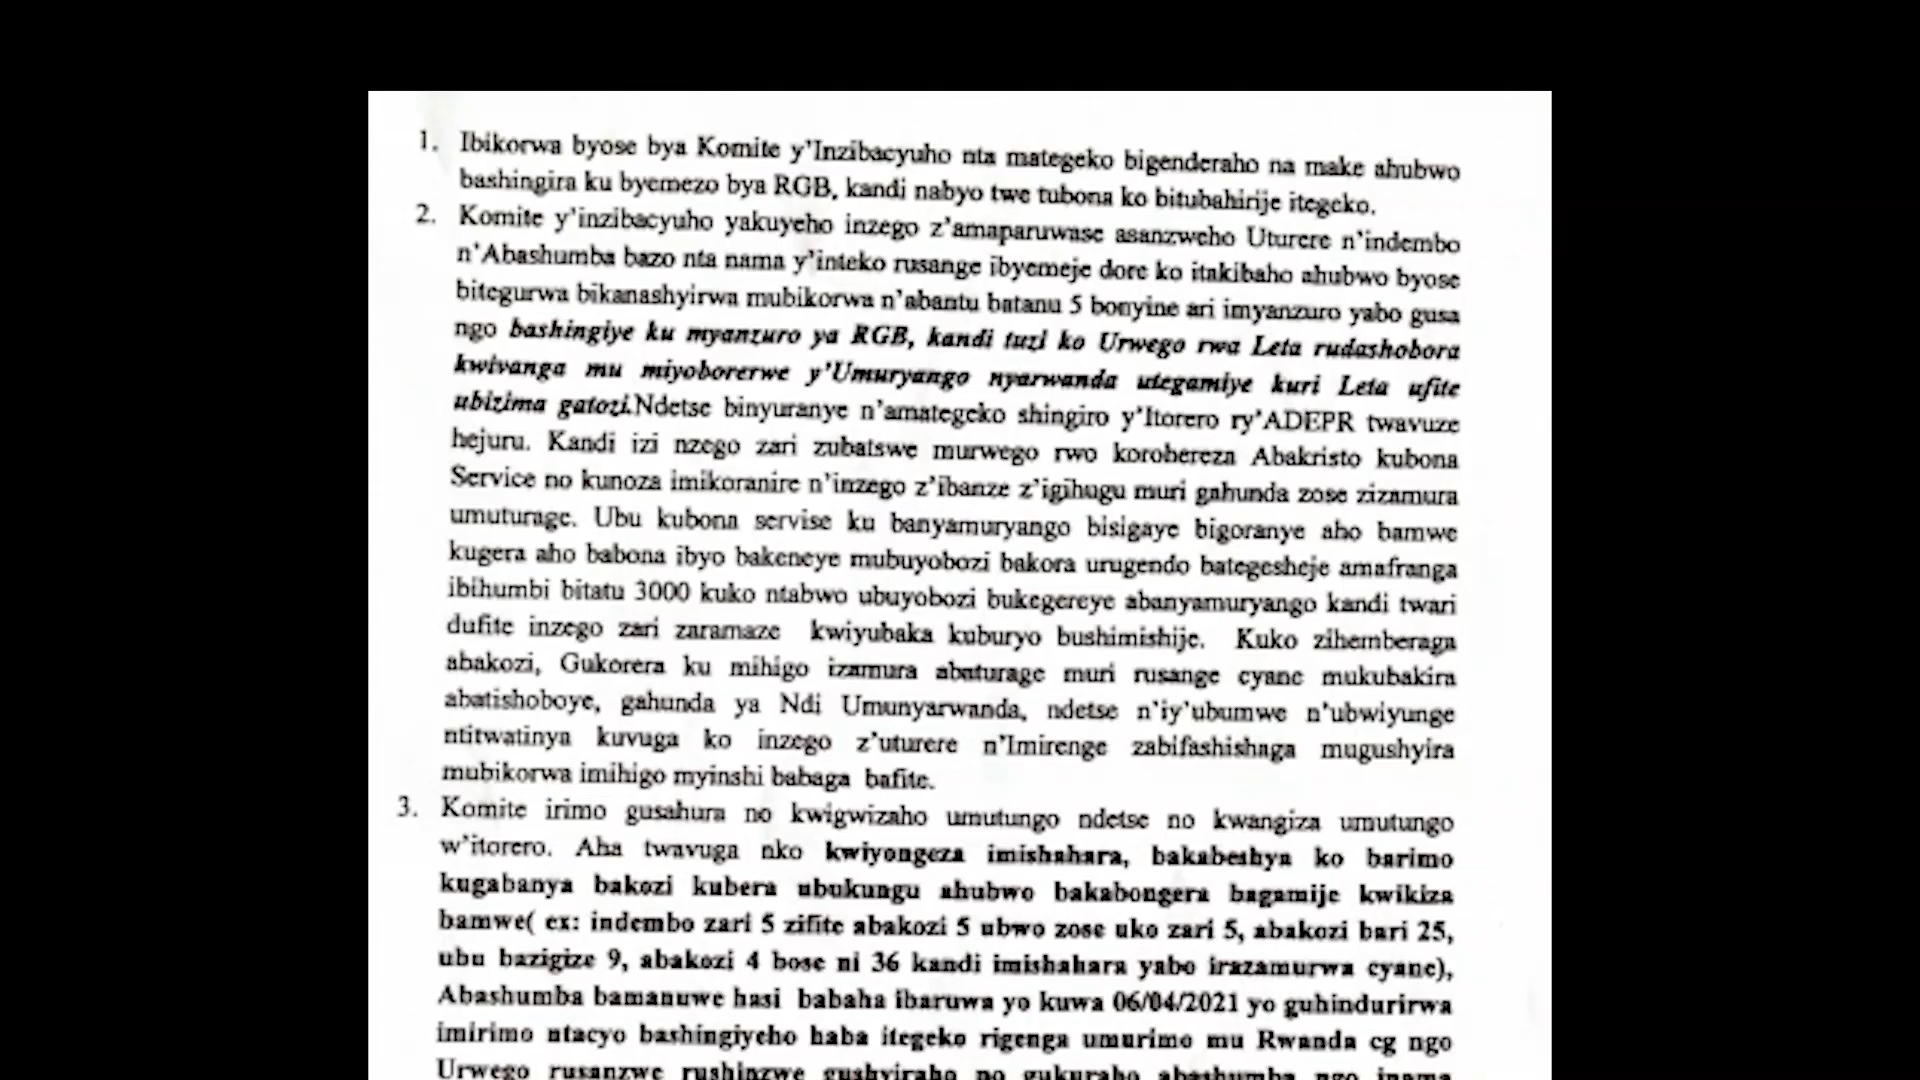 1. Ibikorwa byose bya Komite y'Inzibacyuho nta mategeko bigenderaho na make ahubwo
bashingira ku byemezo bya RGB, kandi nabyo twe tubona ko bitubahirije itegeko.
2. Komite y'inzibacyuho yakuyeho inzego z'amaparuwase asanzweho Uturere n'indembo
n'Abashumba bazo nta nama y'inteko rusange ibyemeje dore ko itakibaho ahubwo byose
bitegurwa bikanashyirwa mubikorwa n'abantu batanu 5 bonyine ari imyanzuro yabo gusa
ngo bashingiye ku myanzuro ya RGB, kandi tuzi ko Urwego rwa Leta rudashobora
kwivanga mu miyoborerwe y'Umuryango nyarwanda utegamiye kuri Leta ufite
ubizima gatozi.Ndetse binyuranye n'amategeko shingiro y'Itorero ry'ADEPR twavuze
hejuru. Kandi izi nzego zari zubatswe murwego rwo korohereza Abakristo kubona
Service no kunoza imikoranire n'inzego z'ibanze z'igihugu muri gahunda zose zizamura
umuturage. Ubu kubona servise ku banyamuryango bisigaye bigoranye aho bamwe
kugera aho babona ibyo bakeneye mubuyobozi bakora urugendo bategesheje amafranga
ibihumbi bitatu 3000 kuko ntabwo ubuyobozi bukegereye abanyamuryango kandi twari
dufite inzego zari zaramaze kwiyubaka kuburyo bushimishije. Kuko zihemberaga
abakozi, Gukorera ku mihigo izamura abaturage muri rusange cyane mukubakira
abatishoboye, gahunda ya Ndi Umunyarwanda, ndetse n'iy'ubumwe n'ubwiyunge
ntitwatinya kuvuga ko inzego z'uturere n'Imirenge zabifashishaga mugushyira
mubikorwa imihigo myinshi babaga bafite.
3. Komite irimo gusahura no kwigwizaho umutungo ndetse no kwangiza umutungo
w'itorero. Aha twavuga nko kwiyongeza imishahara, bakabeshya ko barimo
kugabanya bakozi kubera ubukungu ahubwo bakabongera bagamije kwikiza
bamwe( ex: indembo zari 5 zifite abakozi 5 ubwo zose uko zari 5, abakozi bari 25,
ubu bazigize 9, abakozi 4 bose ni 36 kandi imishahara yabo irazamurwa cyane),
Abashumba bamanuwe hasi babaha ibaruwa yo kuwa 06/04/2021 yo guhindurirwa
imirimo ntacyo bashingiyeho haba itegeko rigenga umurimo mu Rwanda cg ngo
Urwego rusanzwe rushinzwe gushyiraho no gukuraho abashumba ngo inama